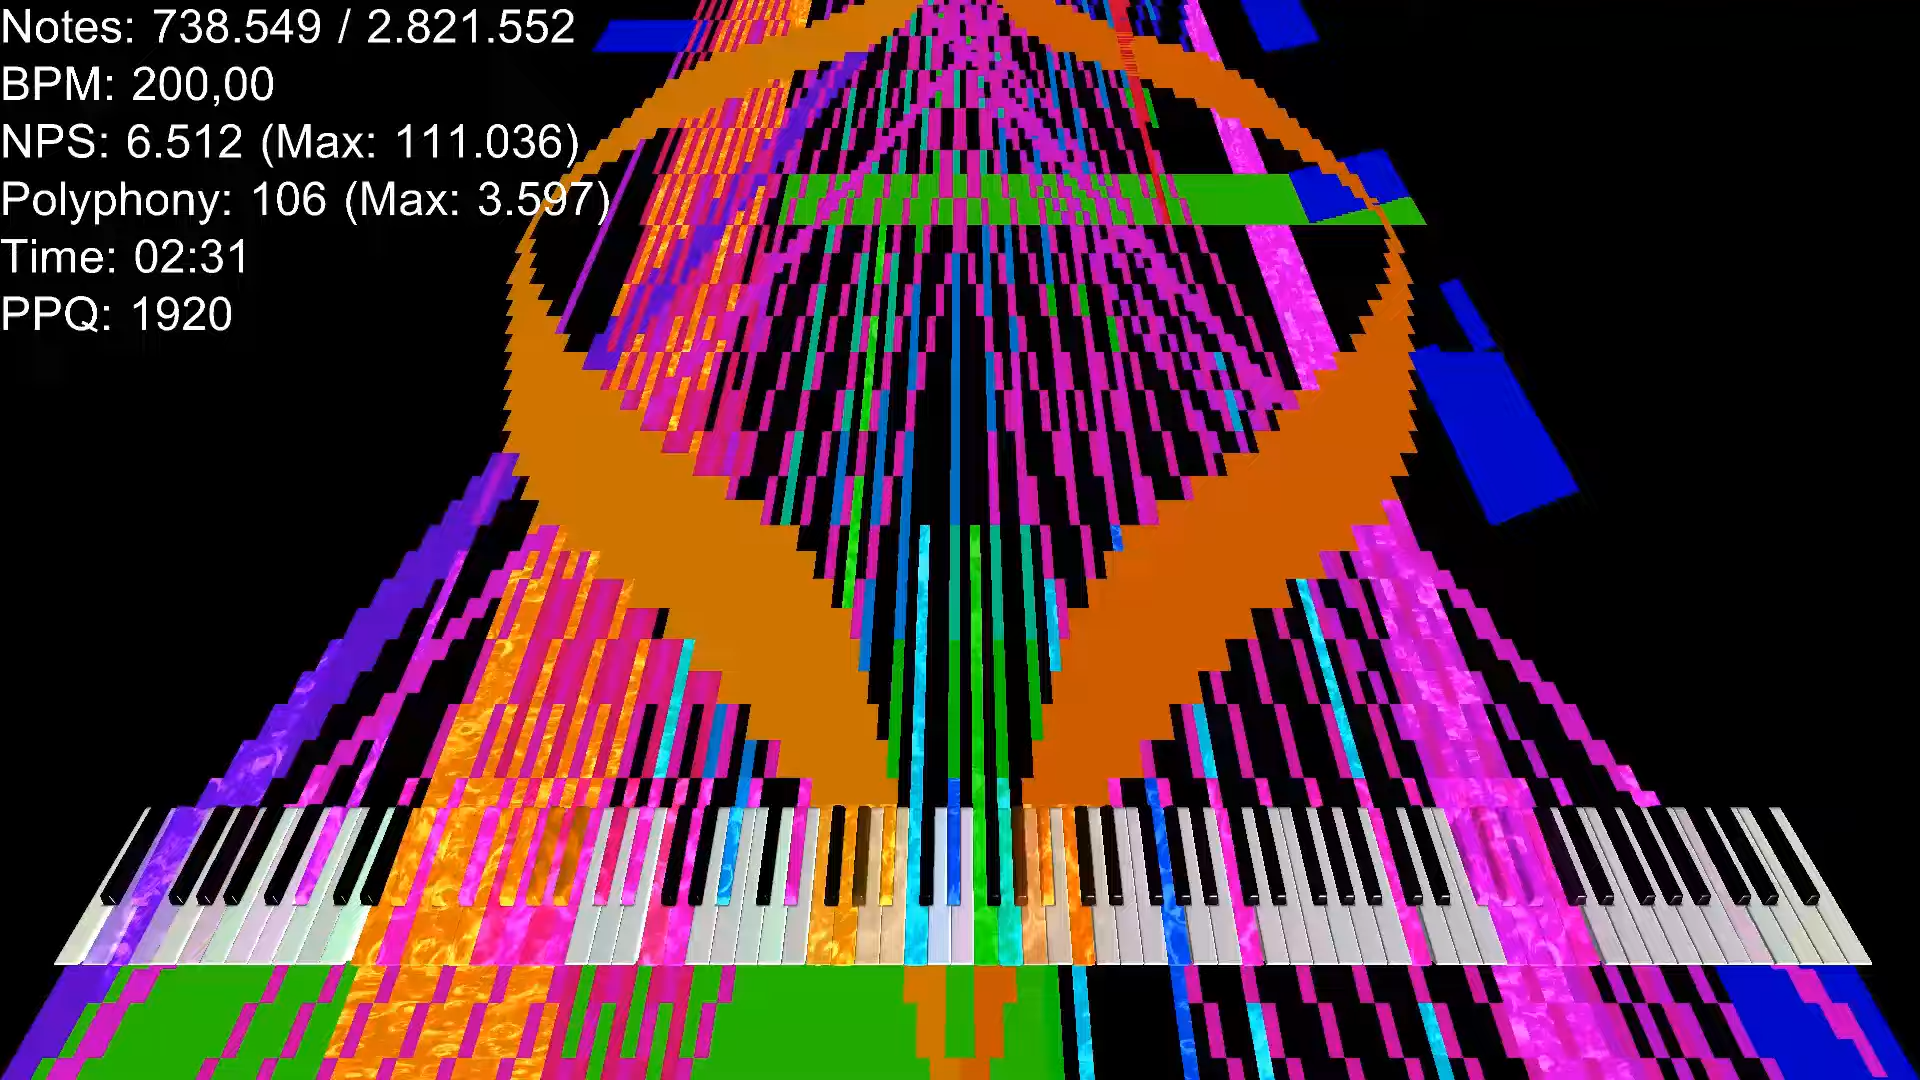 Notes: 738.549 / 2.821.552
BPM: 200,00
NPS: 6.512 (Max: 111.036)
Polyphony: 106 (Max: 3.597)
Time: 02:31
PPQ: 1920